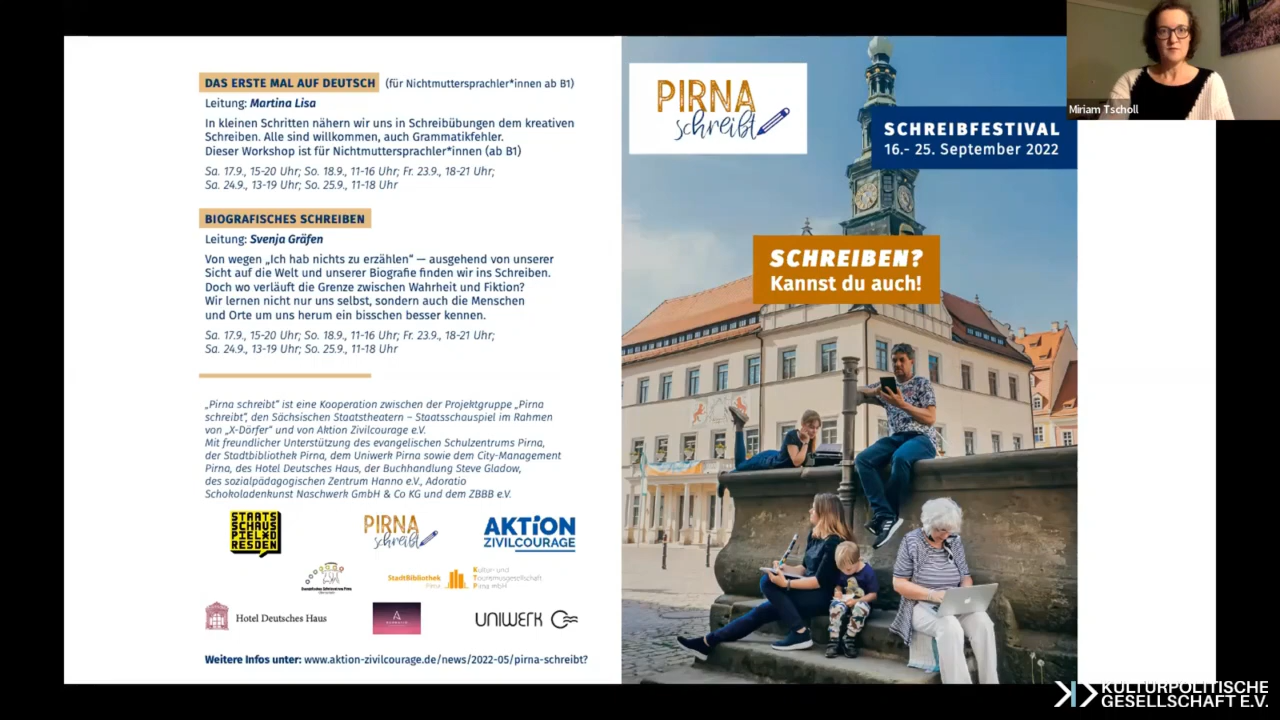 DAS ERSTE MAL AUF DEUTSCH (für Nichtmuttersprachler*innen ab B1)
Leitung: Martina Lisa
In kleinen Schritten nähern wir uns in Schreibübungen dem kreativen
Schreiben. Alle sind willkommen, auch Grammatikfehler.
Dieser Workshop ist für Nichtmuttersprachler*innen (ab B1)
Sa. 17.9., 15-20 Uhr; So. 18.9., 11-16 Uhr; Fr. 23.9., 18-21 Uhr;
Sa. 24.9., 13-19 Uhr; So. 25.9., 11-18 Uhr
BIOGRAFISCHES SCHREIBEN
Leitung: Svenja Gräfen
Von wegen „Ich hab nichts zu erzählen“ — ausgehend von unserer
Sicht auf die Welt und unserer Biografie finden wir ins Schreiben.
Doch wo verläuft die Grenze zwischen Wahrheit und Fiktion?
Wir lernen nicht nur uns selbst, sondern auch die Menschen
und Orte um uns herum ein bisschen besser kennen.
Sa. 17.9., 15-20 Uhr; So. 18.9., 11-16 Uhr; Fr. 23.9., 18-21 Uhr;
Sa. 24.9., 13-19 Uhr; So. 25.9., 11-18 Uhr
„Pirna schreibt“ ist eine Kooperation zwischen der Projektgruppe „Pirna
schreibt“, den Sächsischen Staatstheatern – Staatsschauspiel im Rahmen
von „X-Dörfer“ und von Aktion Zivilcourage e.V.
Mit freundlicher Unterstützung des evangelischen Schulzentrums Pirna,
der Stadtbibliothek Pirna, dem Uniwerk Pirna sowie dem City-Management
Pirna, des Hotel Deutsches Haus, der Buchhandlung Steve Gladow,
des sozialpädagogischen Zentrum Hanno e.V., Adoratio
Schokoladenkunst Naschwerk GmbH & Co KG und dem ZBBB e.V.
STAATS
SCHAUS
PIEL
DRESDEN
PIRNA
schreibt
AKTiON
ZIVILCOURAGE
StadtBibliothek
Pirna
Kultur- und
Tourismusgesellschaft
Pirna mbH
Hotel Deutsches Haus
A
UNIWERK
Weitere Infos unter: www.aktion-zivilcourage.de/news/2022-05/pirna-schreibt?
PIRNA
schreibt
SCHREIBFESTIVAL
16.- 25. September 2022
SCHREIBEN?
Kannst du auch!
Miriam Tscholl
KULTURPOLITISCHE
GESELLSCHAFT E.V.